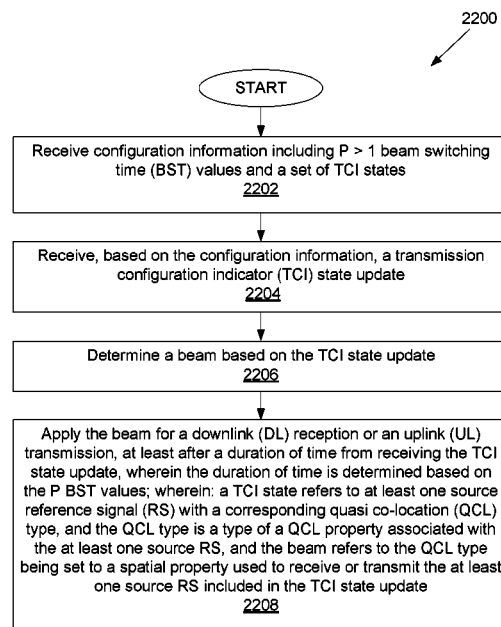 2200
START
Receive configuration information including P > 1 beam switching
time (BST) values and a set of TCI states
2202
Receive, based on the configuration information, a transmission
configuration indicator (TCI) state update
2204
Determine a beam based on the TCI state update
2206
Apply the beam for a downlink (DL) reception or an uplink (UL)
transmission, at least after a duration of time from receiving the TCI
state update, wherein the duration of time is determined based on
the P BST values; wherein: a TCI state refers to at least one source
reference signal (RS) with a corresponding quasi co-location (QCL)
type, and the QCL type is a type of a QCL property associated with
the at least one source RS, and the beam refers to the QCL type
being set to a spatial property used to receive or transmit the at least
one source RS included in the TCI state update
2208